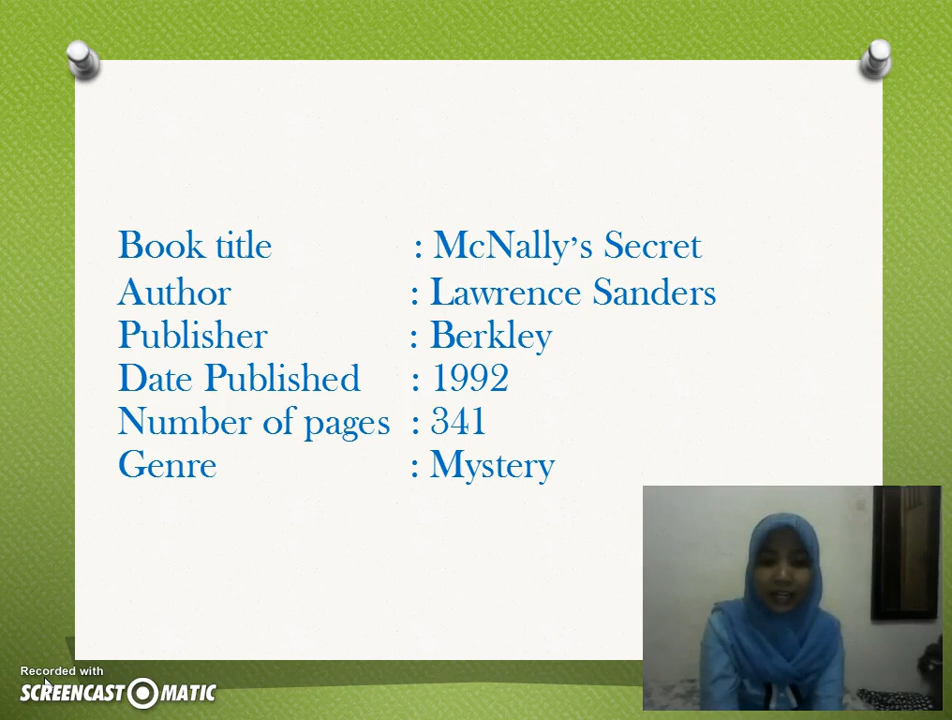 Book title : McNally's Secret
Author : Lawrence Sanders
Publisher : Berkley
Date Published : 1992
Number of pages : 341
Genre : Mystery
Recorded with
SCREENCAST O MATIC